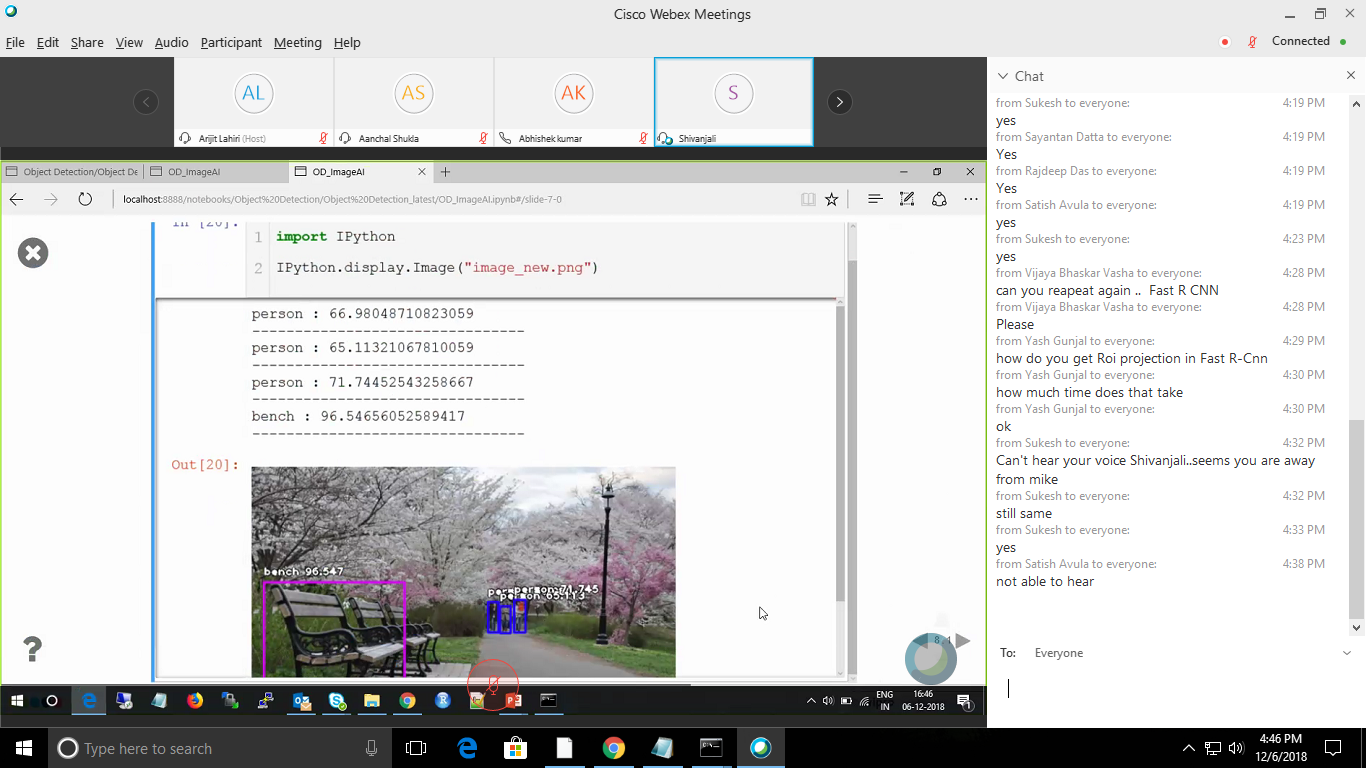 Cisco Webex Meetings
File Edit Share View Audio Participant Meeting Help
Connected
AL
Arijit Lahiri (Host)
AS
Aanchal Shukla
AK
Abhishek kumar
S
Shivanjali
Object Detection/Object De
OD_ImageAI
OD_ImageAI
localhost:8888/notebooks/Object%20Detection/Object%20Detection_latest/OD_ImageAI.ipynb#/slide-7-0
In [20]:
1 import IPython
2 IPython.display.Image("image_new.png")
person : 66.98048710823059
--------------------------------
person : 65.11321067810059
--------------------------------
person : 71.74452543258667
--------------------------------
bench : 96.54656052589417
--------------------------------
Out[20]:
bench 96.547
person 71.745
person 65.113
?
8.1
ENG
IN
16:46
06-12-2018
1
Chat
from Sukesh to everyone: 4:19 PM
yes
from Sayantan Datta to everyone: 4:19 PM
Yes
from Rajdeep Das to everyone: 4:19 PM
Yes
from Satish Avula to everyone: 4:19 PM
yes
from Sukesh to everyone: 4:23 PM
yes
from Vijaya Bhaskar Vasha to everyone: 4:28 PM
can you reapeat again .. Fast R CNN
from Vijaya Bhaskar Vasha to everyone: 4:28 PM
Please
from Yash Gunjal to everyone: 4:29 PM
how do you get Roi projection in Fast R-Cnn
from Yash Gunjal to everyone: 4:30 PM
how much time does that take
from Yash Gunjal to everyone: 4:30 PM
ok
from Sukesh to everyone: 4:32 PM
Can't hear your voice Shivanjali..seems you are away
from mike
from Sukesh to everyone: 4:32 PM
still same
from Sukesh to everyone: 4:33 PM
yes
from Satish Avula to everyone: 4:38 PM
not able to hear
To: Everyone
Type here to search
4:46 PM
12/6/2018